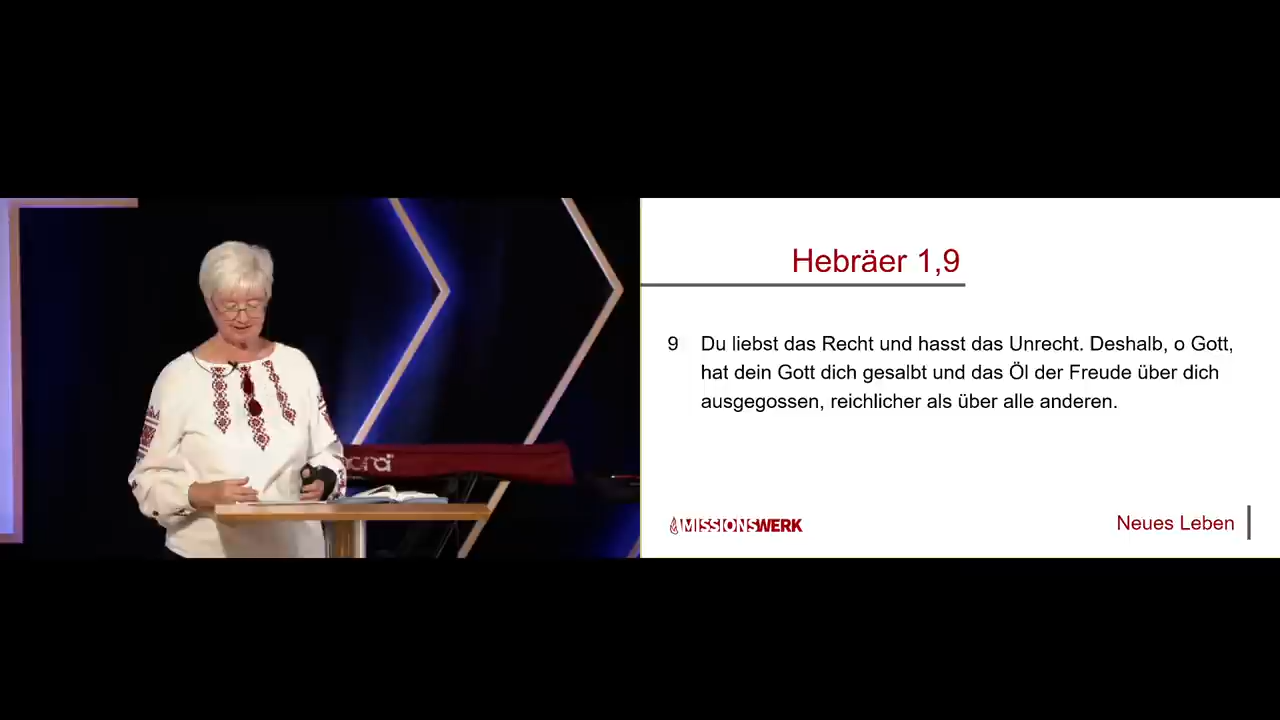 Hebräer 1,9
9 Du liebst das Recht und hasst das Unrecht. Deshalb, o Gott,
hat dein Gott dich gesalbt und das Öl der Freude über dich
ausgegossen, reichlicher als über alle anderen.
MISSIONSWERK
Neues Leben